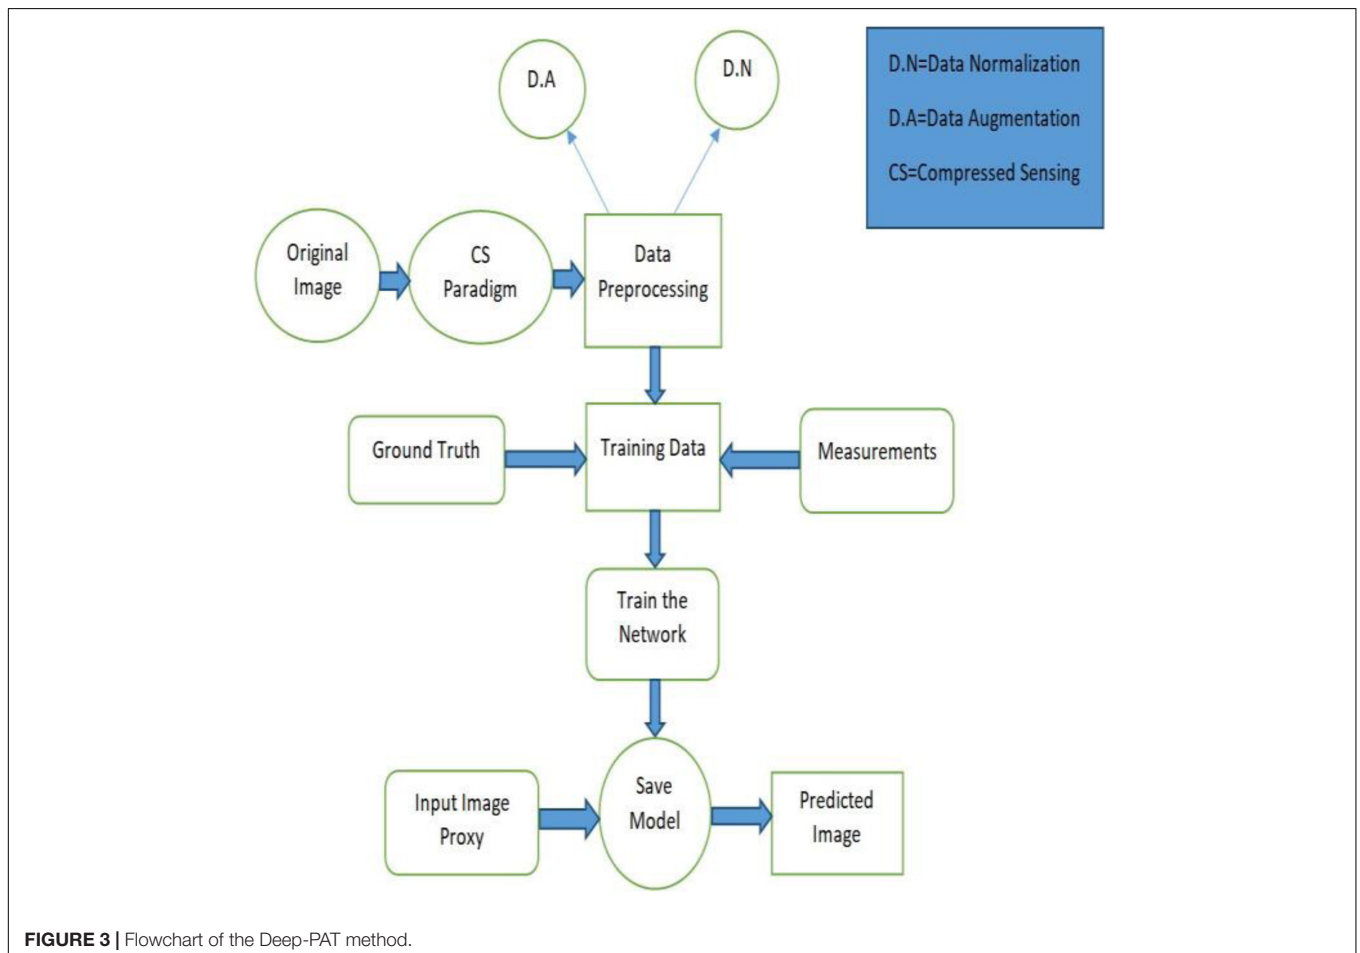 D.A
D.N
D.N=Data Normalization
D.A=Data Augmentation
CS=Compressed Sensing
Original
Image
CS
Paradigm
Data
Preprocessing
Ground Truth
Training Data
Measurements
Train the
Network
Input Image
Proxy
Save
Model
Predicted
Image
FIGURE 3 | Flowchart of the Deep-PAT method.